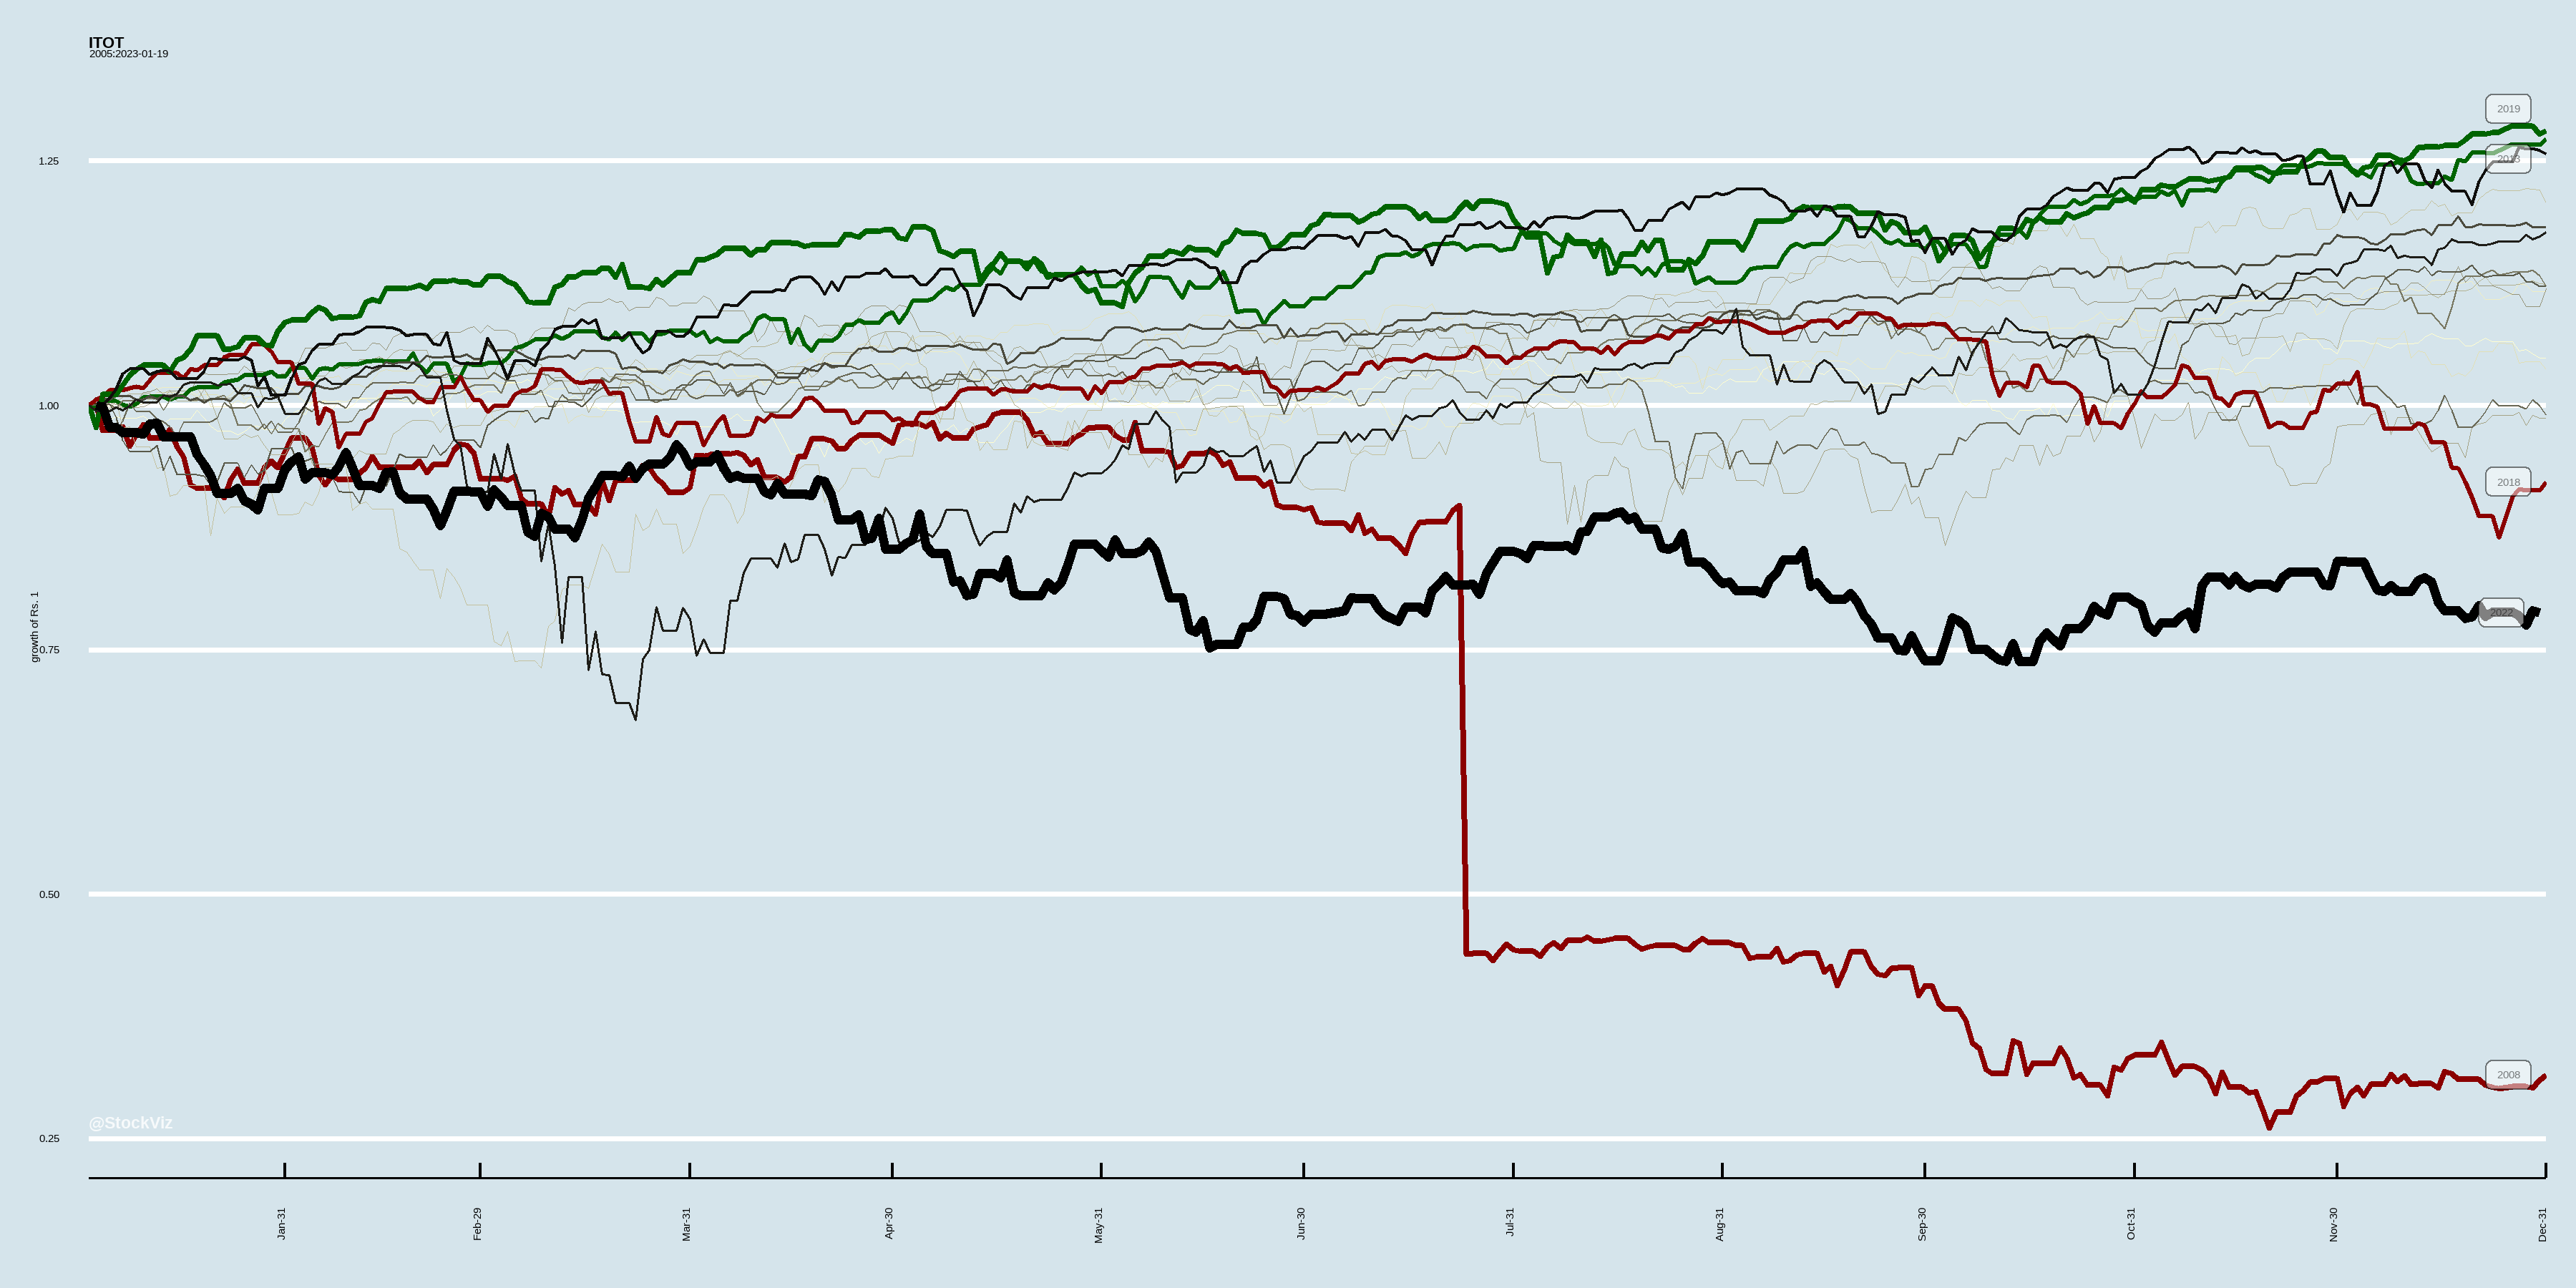 ITOT
2005:2023-01-19
2019
1.25
2013
1.00
2018
growth of Rs. 1
2022
0.75
0.50
2008
@StockViz
0.25
Jan-31
Feb-29
Mar-31
Apr-30
May-31
Jun-30
Jul-31
Aug-31
Sep-30
Oct-31
Nov-30
Dec-31